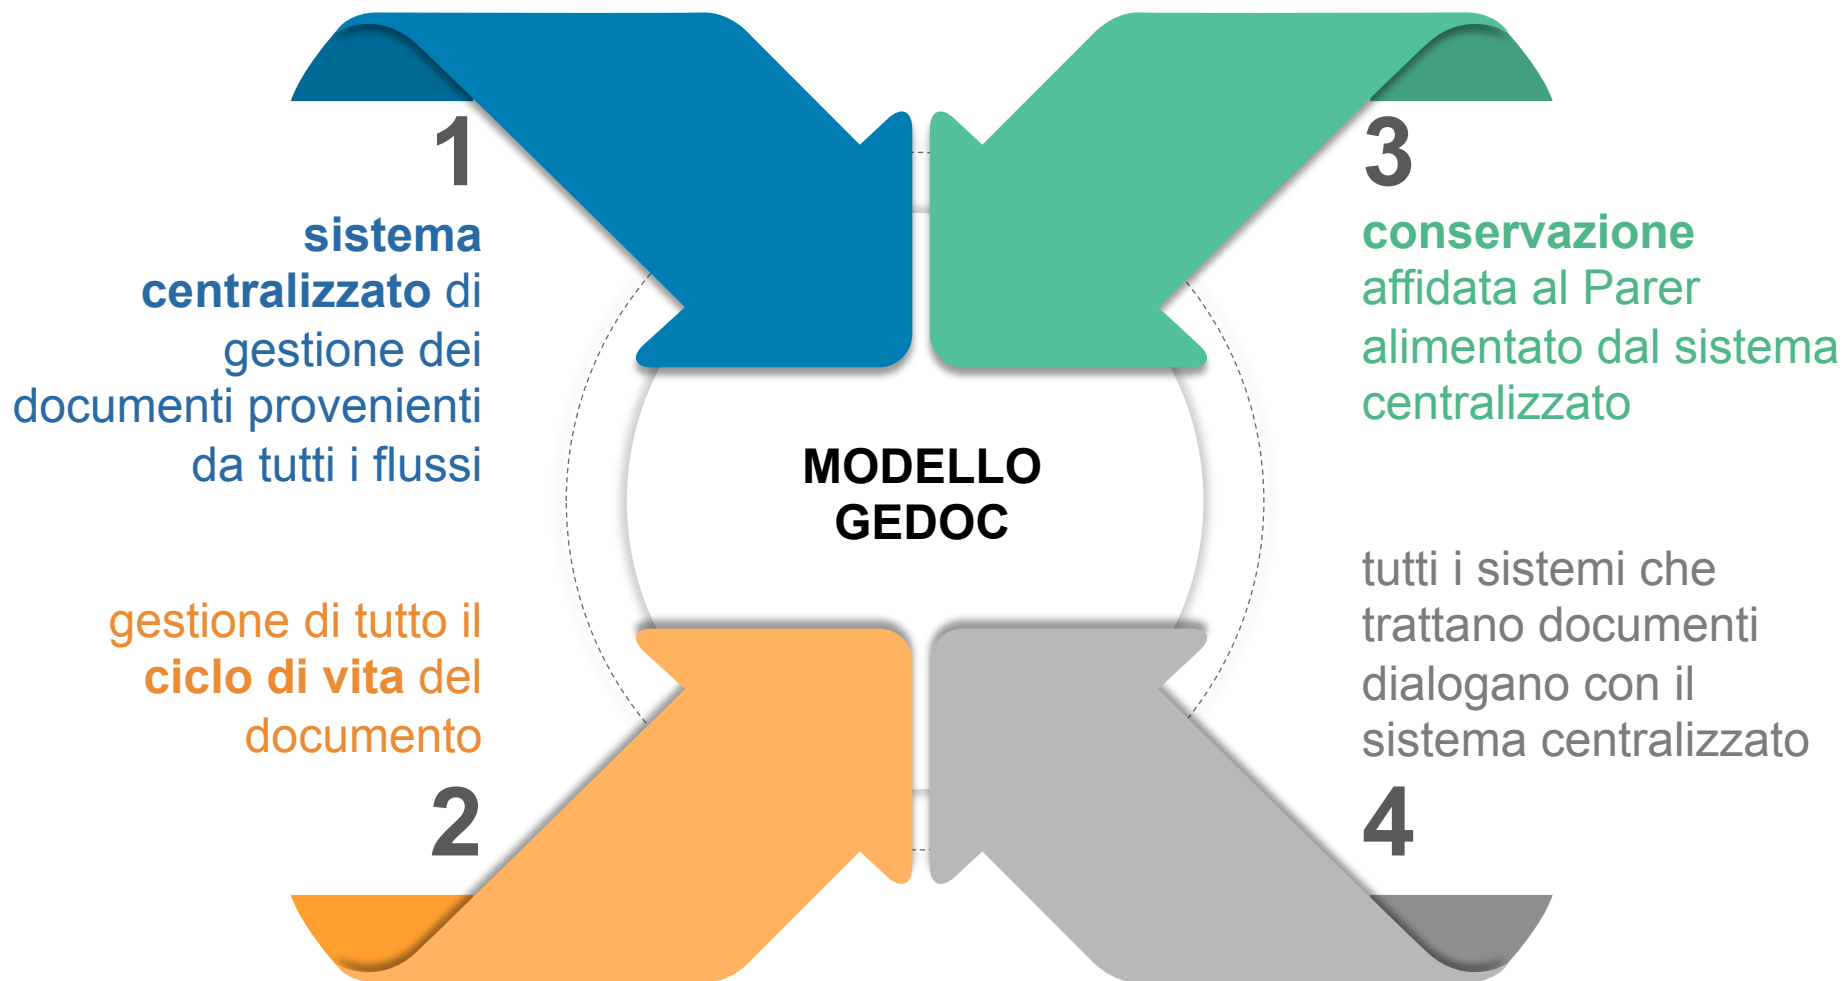 1
sistema
centralizzato di
gestione dei
documenti provenienti
da tutti i flussi
gestione di tutto il
ciclo di vita del
documento
2
MODELLO
GEDOC
3
conservazione
affidata al Parer
alimentato dal sistema
centralizzato
tutti i sistemi che
trattano documenti
dialogano con il
sistema centralizzato
4